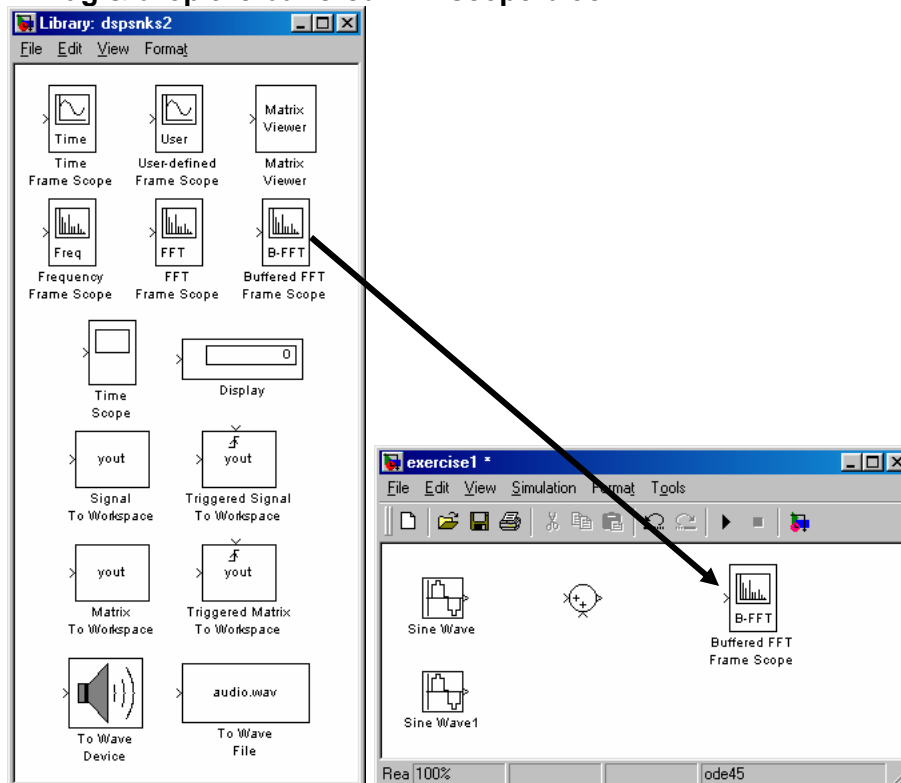 Library: dspsnks2
File Edit View Format
Time
User
Matrix
Viewer
Time
Frame Scope
User-defined
Frame Scope
Matrix
Viewer
Freq
FFT
B-FFT
Frequency
Frame Scope
FFT
Frame Scope
Buffered FFT
Frame Scope
0
Time
Scope
Display
yout
yout
Signal
To Workspace
Triggered Signal
To Workspace
yout
yout
Matrix
To Workspace
Triggered Matrix
To Workspace
audio.wav
To Wave
Device
To Wave
File
exercise1 *
File Edit View Simulation Format Tools
Sine Wave
B-FFT
Buffered FFT
Frame Scope
Sine Wave1
Rea 100% ode45